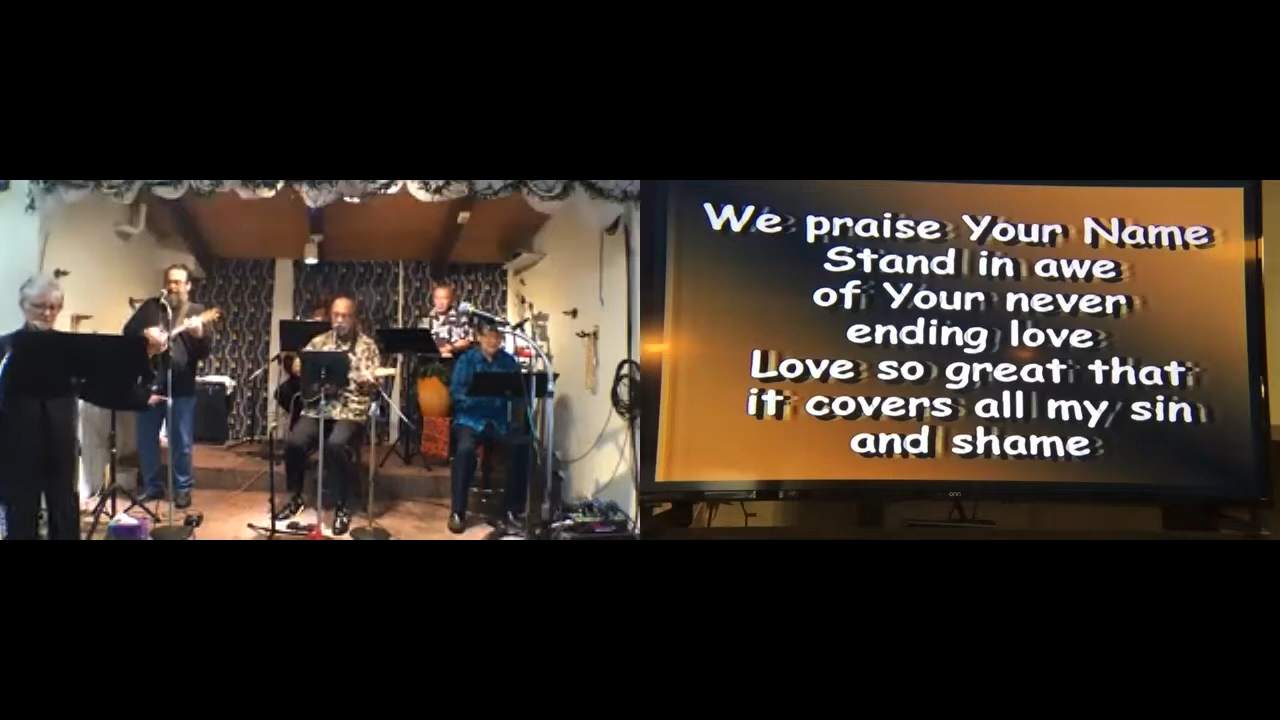 We praise Your Name
Stand in awe
of Your never
ending love
Love so great that
it covers all my sin
and shame
onn